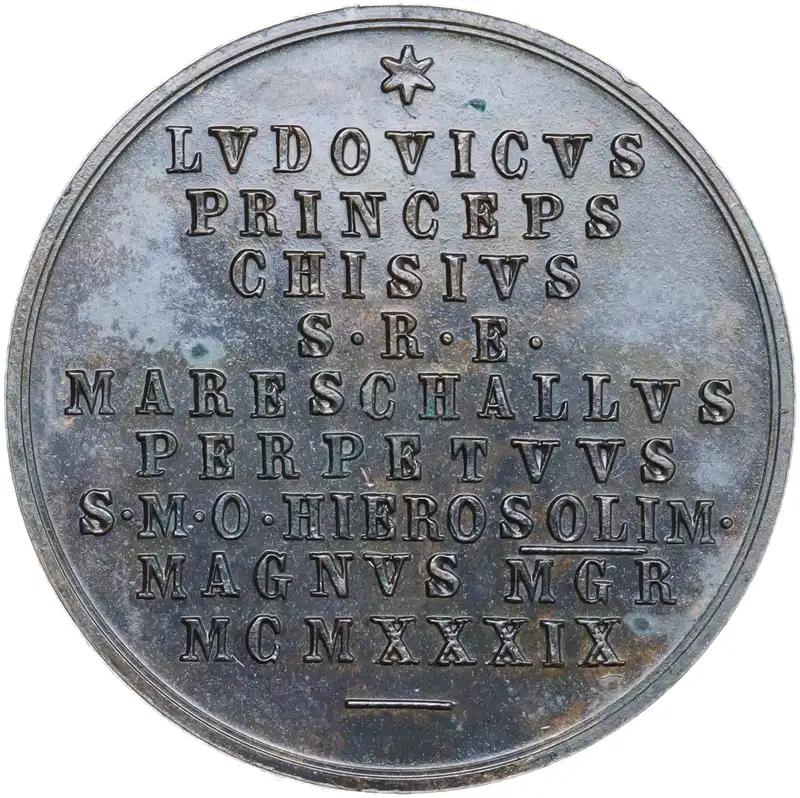 LVDOVICVS
PRINCEPS
CHISIVS
S·R·E·
MARESCHALLVS
PERPETVVS
S·M·O·HIEROSOLIM·
MAGNVS MGR
MCMXXXIX